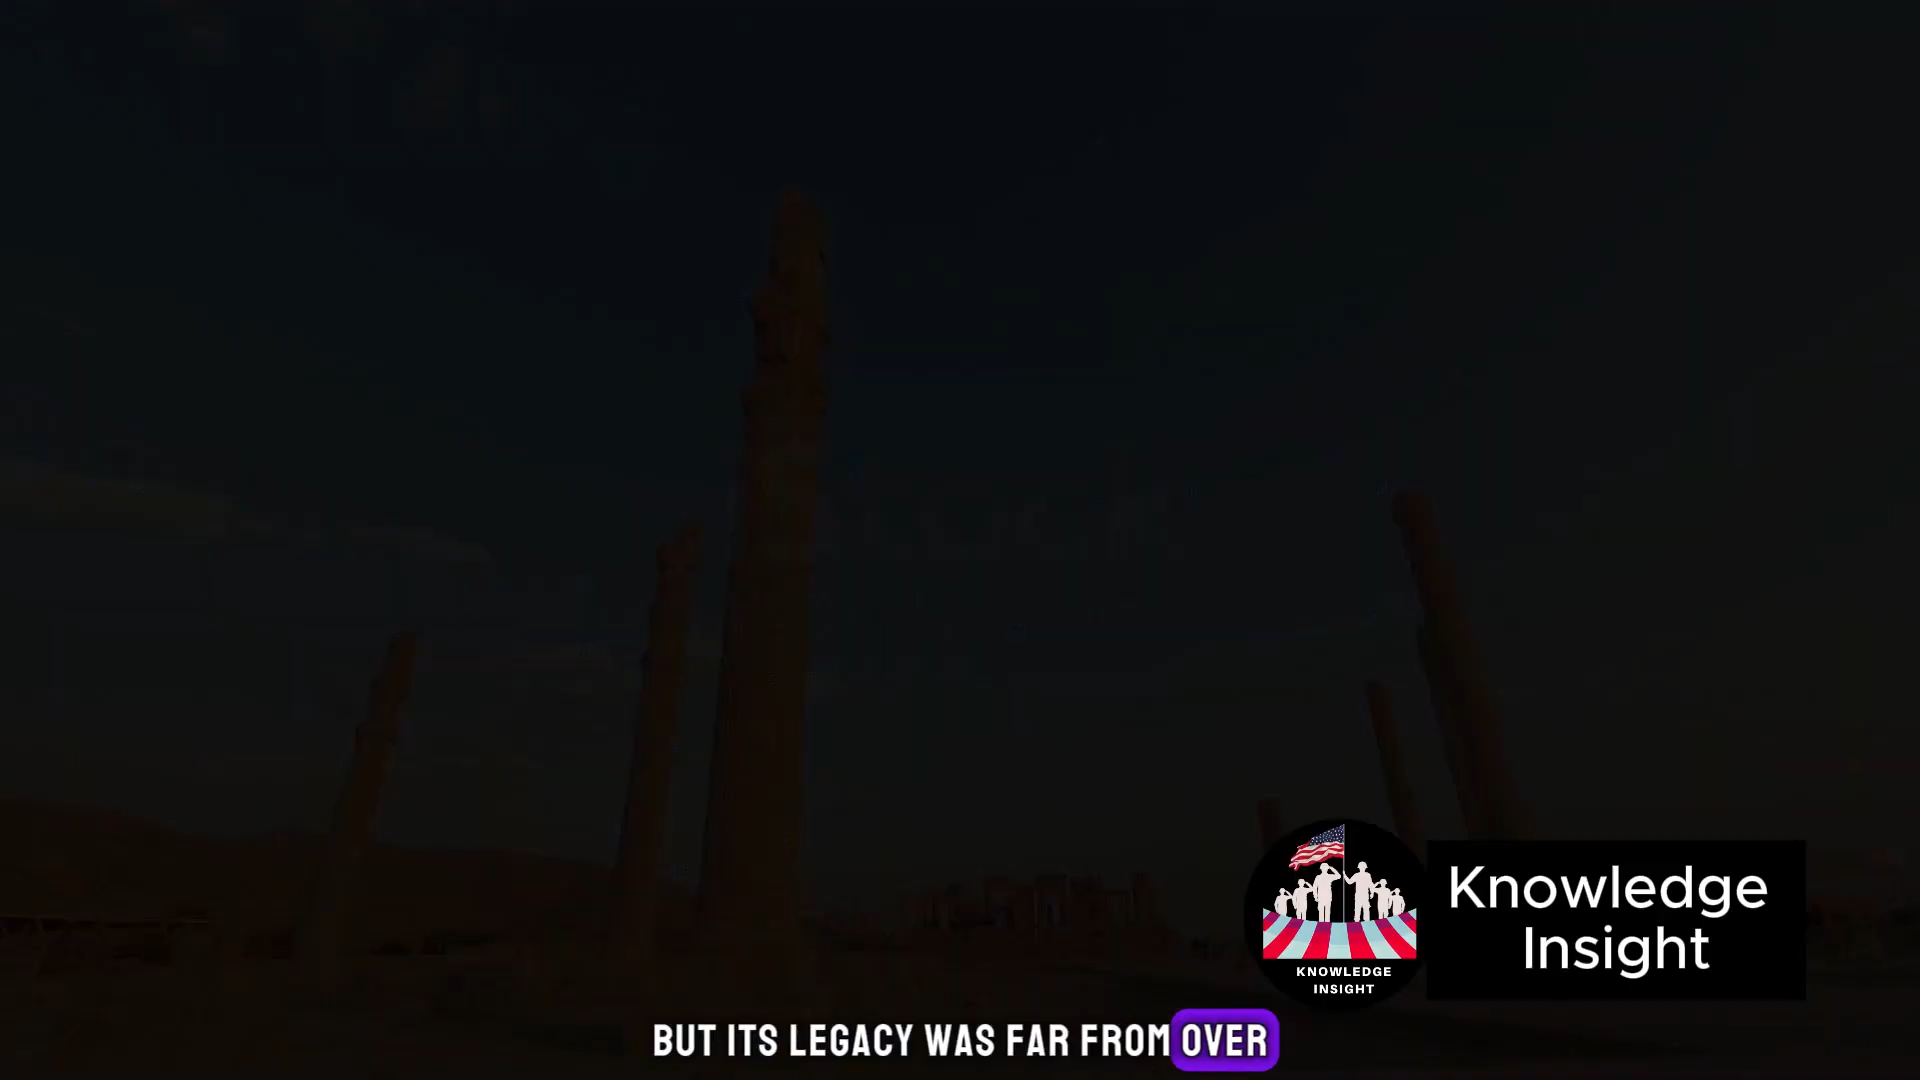 Knowledge
Insight
KNOWLEDGE
INSIGHT
BUT ITS LEGACY WAS FAR FROM OVER